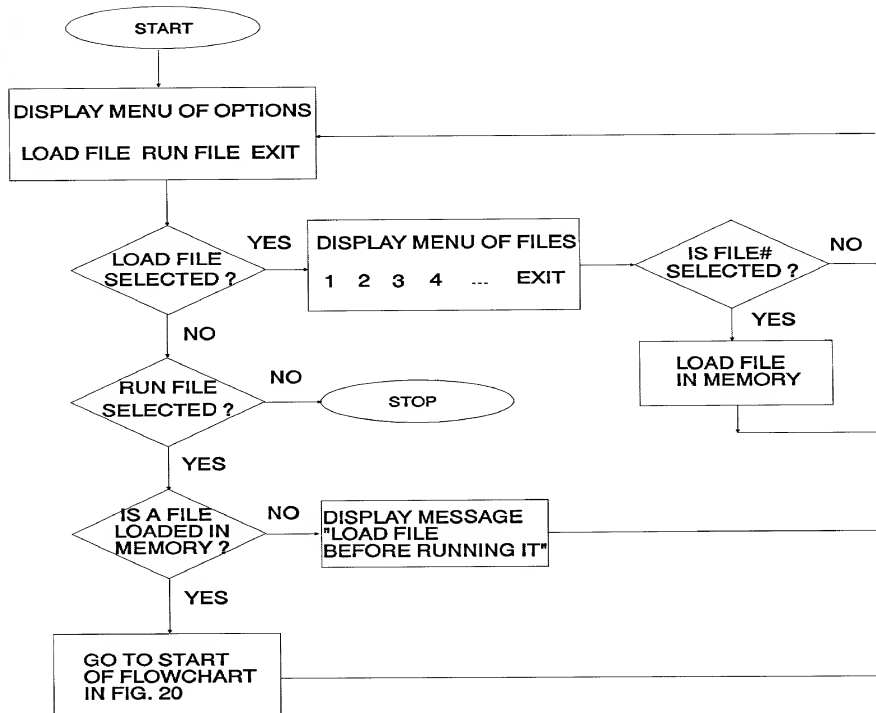 START
DISPLAY MENU OF OPTIONS
LOAD FILE RUN FILE EXIT
LOAD FILE
SELECTED ?
YES
DISPLAY MENU OF FILES
1 2 3 4 ... EXIT
IS FILE#
SELECTED ?
NO
YES
LOAD FILE
IN MEMORY
NO
RUN FILE
SELECTED ?
NO
STOP
YES
IS A FILE
LOADED IN
MEMORY ?
NO
DISPLAY MESSAGE
"LOAD FILE
BEFORE RUNNING IT"
YES
GO TO START
OF FLOWCHART
IN FIG. 20